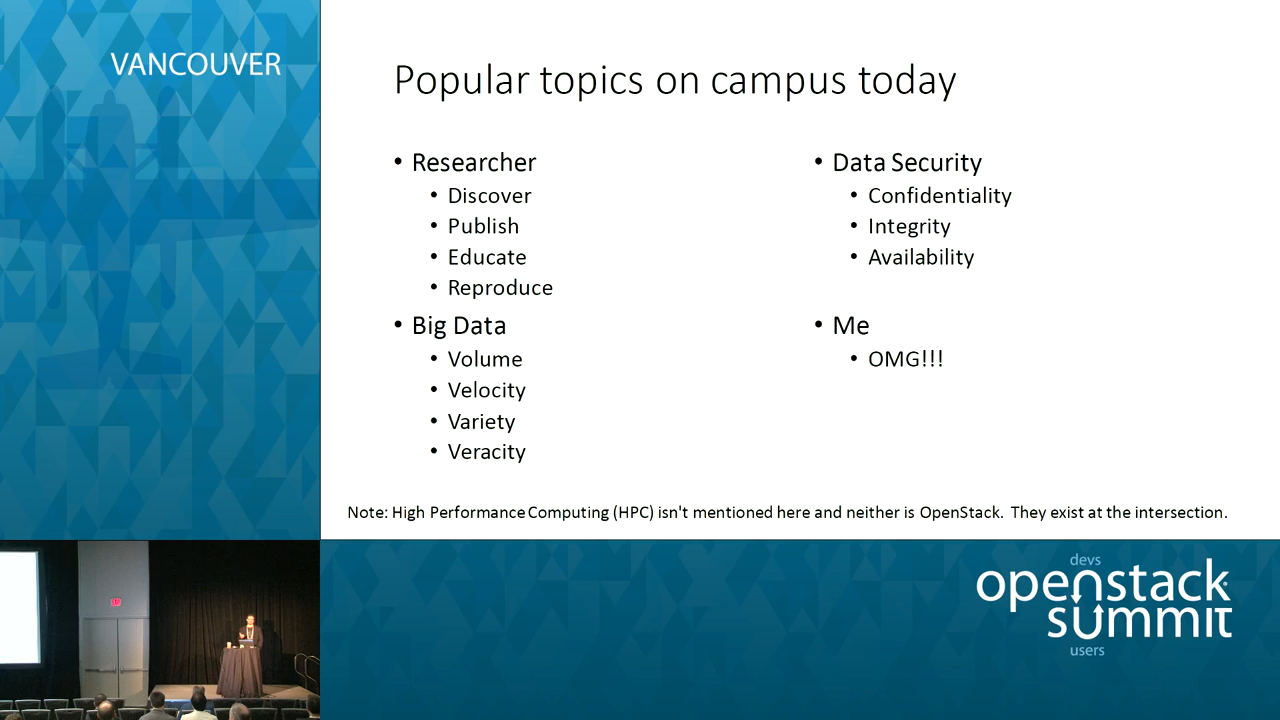 VANCOUVER
Popular topics on campus today
• Researcher
• Discover
• Publish
• Educate
• Reproduce
• Big Data
• Volume
• Velocity
• Variety
• Veracity
• Data Security
• Confidentiality
• Integrity
• Availability
• Me
• OMG!!!
Note: High Performance Computing (HPC) isn't mentioned here and neither is OpenStack. They exist at the intersection.
devs
openstack
summit
users